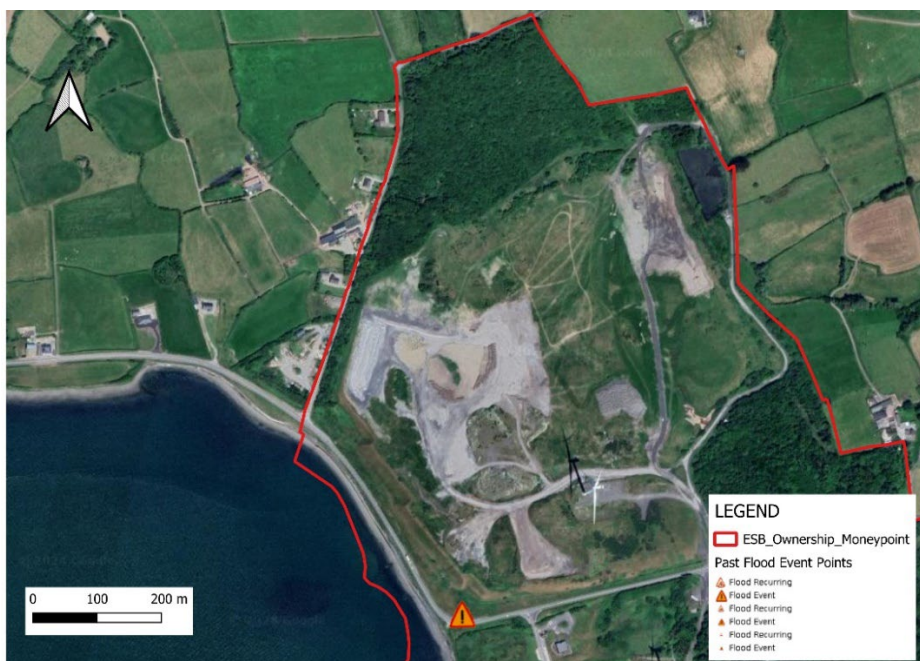 0 100 200 m
LEGEND
ESB_Ownership_Moneypoint
Past Flood Event Points
Flood Recurring
Flood Event
Flood Recurring
Flood Event
Flood Recurring
Flood Event